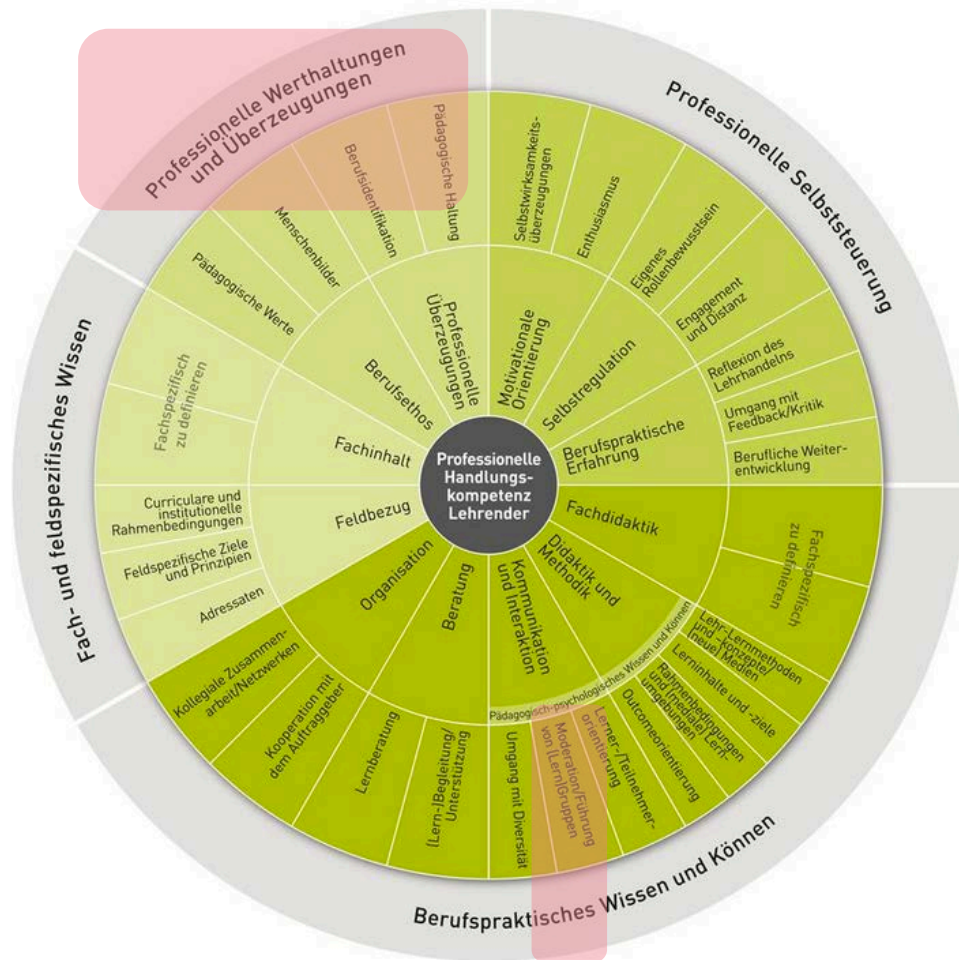 Professionelle Werthaltungen
und Überzeugungen
Professionelle Selbststeuerung
Fach- und feldspezifisches Wissen
Berufspraktisches Wissen und Können
Professionelle
Handlungs-
kompetenz
Lehrender
Professionelle
Überzeugungen
Berufsethos
Pädagogische Haltung
Berufsidentifikation
Menschenbilder
Pädagogische Werte
Motivationale
Orientierung
Selbstregulation
Berufspraktische
Erfahrung
Selbstwirksamkeits-
überzeugungen
Enthusiasmus
Eigenes
Rollenbewusstsein
Engagement
und Distanz
Reflexion des
Lehrhandelns
Umgang mit
Feedback/Kritik
Berufliche Weiter-
entwicklung
Fachdidaktik
Didaktik und
Methodik
Kommunikation
und Interaktion
Beratung
Organisation
Pädagogisch-psychologisches Wissen und Können
Fachspezifisch
zu definieren
Lehr-Lernmethoden
und -konzepte/
(neue) Medien
Lerninhalte und -ziele
Rahmenbedingungen
und (mediale) Lern-
umgebungen
Outcomeorientierung
Lerner-/Teilnehmer-
orientierung
Moderation/Führung
von (Lern)Gruppen
Umgang mit Diversität
(Lern-)Begleitung/
Unterstützung
Lernberatung
Kooperation mit
dem Auftraggeber
Kollegiale Zusammen-
arbeit/Netzwerken
Feldbezug
Fachinhalt
Adressaten
Feldspezifische Ziele
und Prinzipien
Curriculare und
institutionelle
Rahmenbedingungen
Fachspezifisch
zu definieren